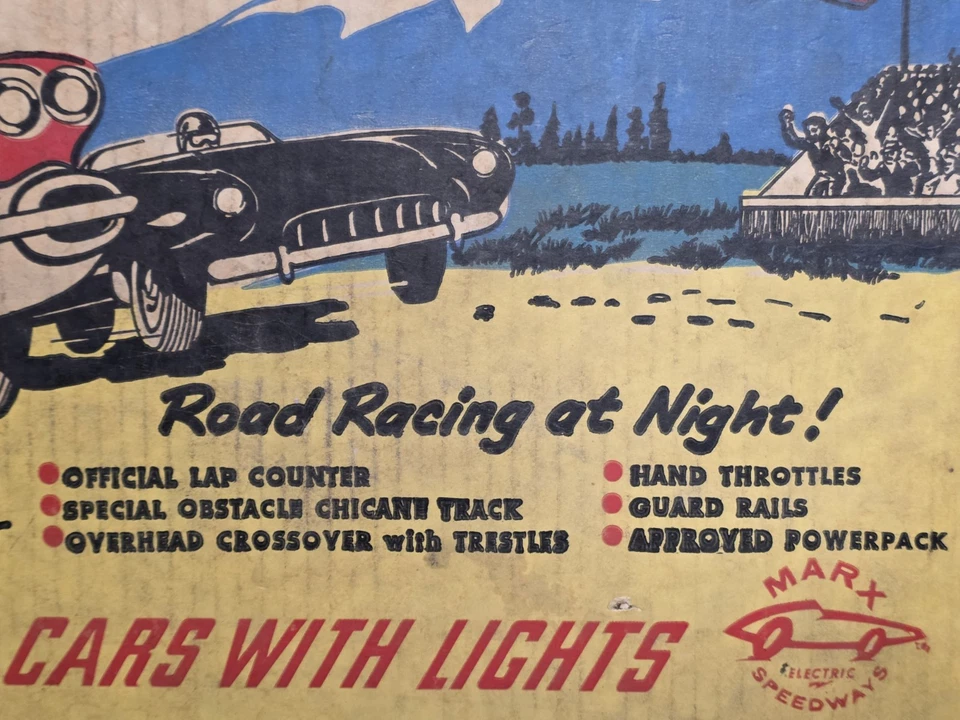 Road Racing at Night!
OFFICIAL LAP COUNTER
SPECIAL OBSTACLE CHICANE TRACK
OVERHEAD CROSSOVER with TRESTLES
HAND THROTTLES
GUARD RAILS
APPROVED POWERPACK
CARS WITH LIGHTS
MARX
ELECTRIC
SPEEDWAYS